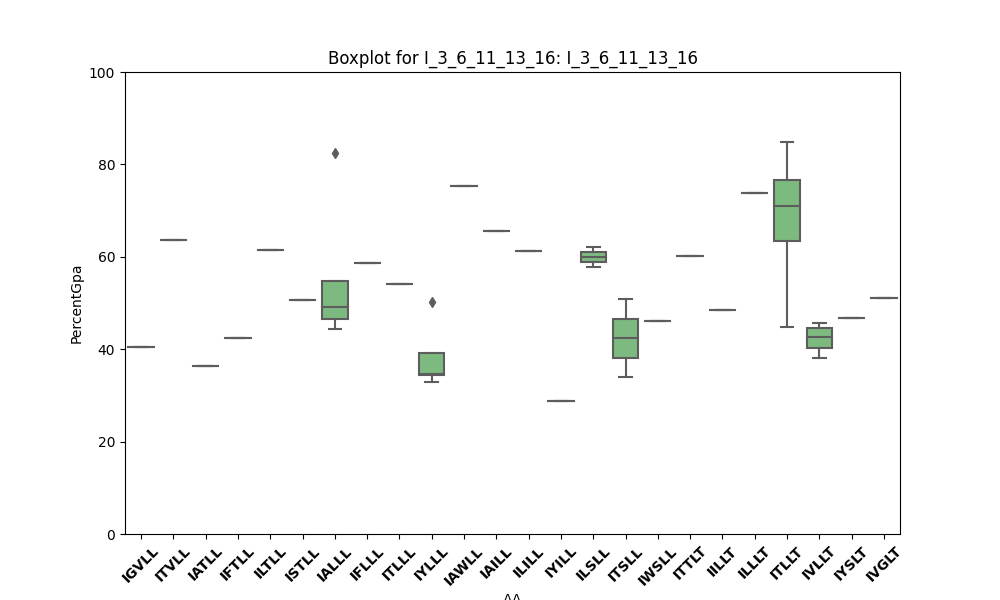 Boxplot for I_3_6_11_13_16: I_3_6_11_13_16
100
80
60
40
20
0
PercentGpa
IGVLL
ITVLL
IATLL
IFTLL
ILTLL
ISTLL
IALLL
IFLLL
ITLLL
IYLLL
IAWLL
IAILL
ILILL
IYILL
ILSLL
ITSLL
IWSLL
ITTLT
IILLT
ILLLT
ITLLT
IVLLT
IYSLT
IVGLT
AA